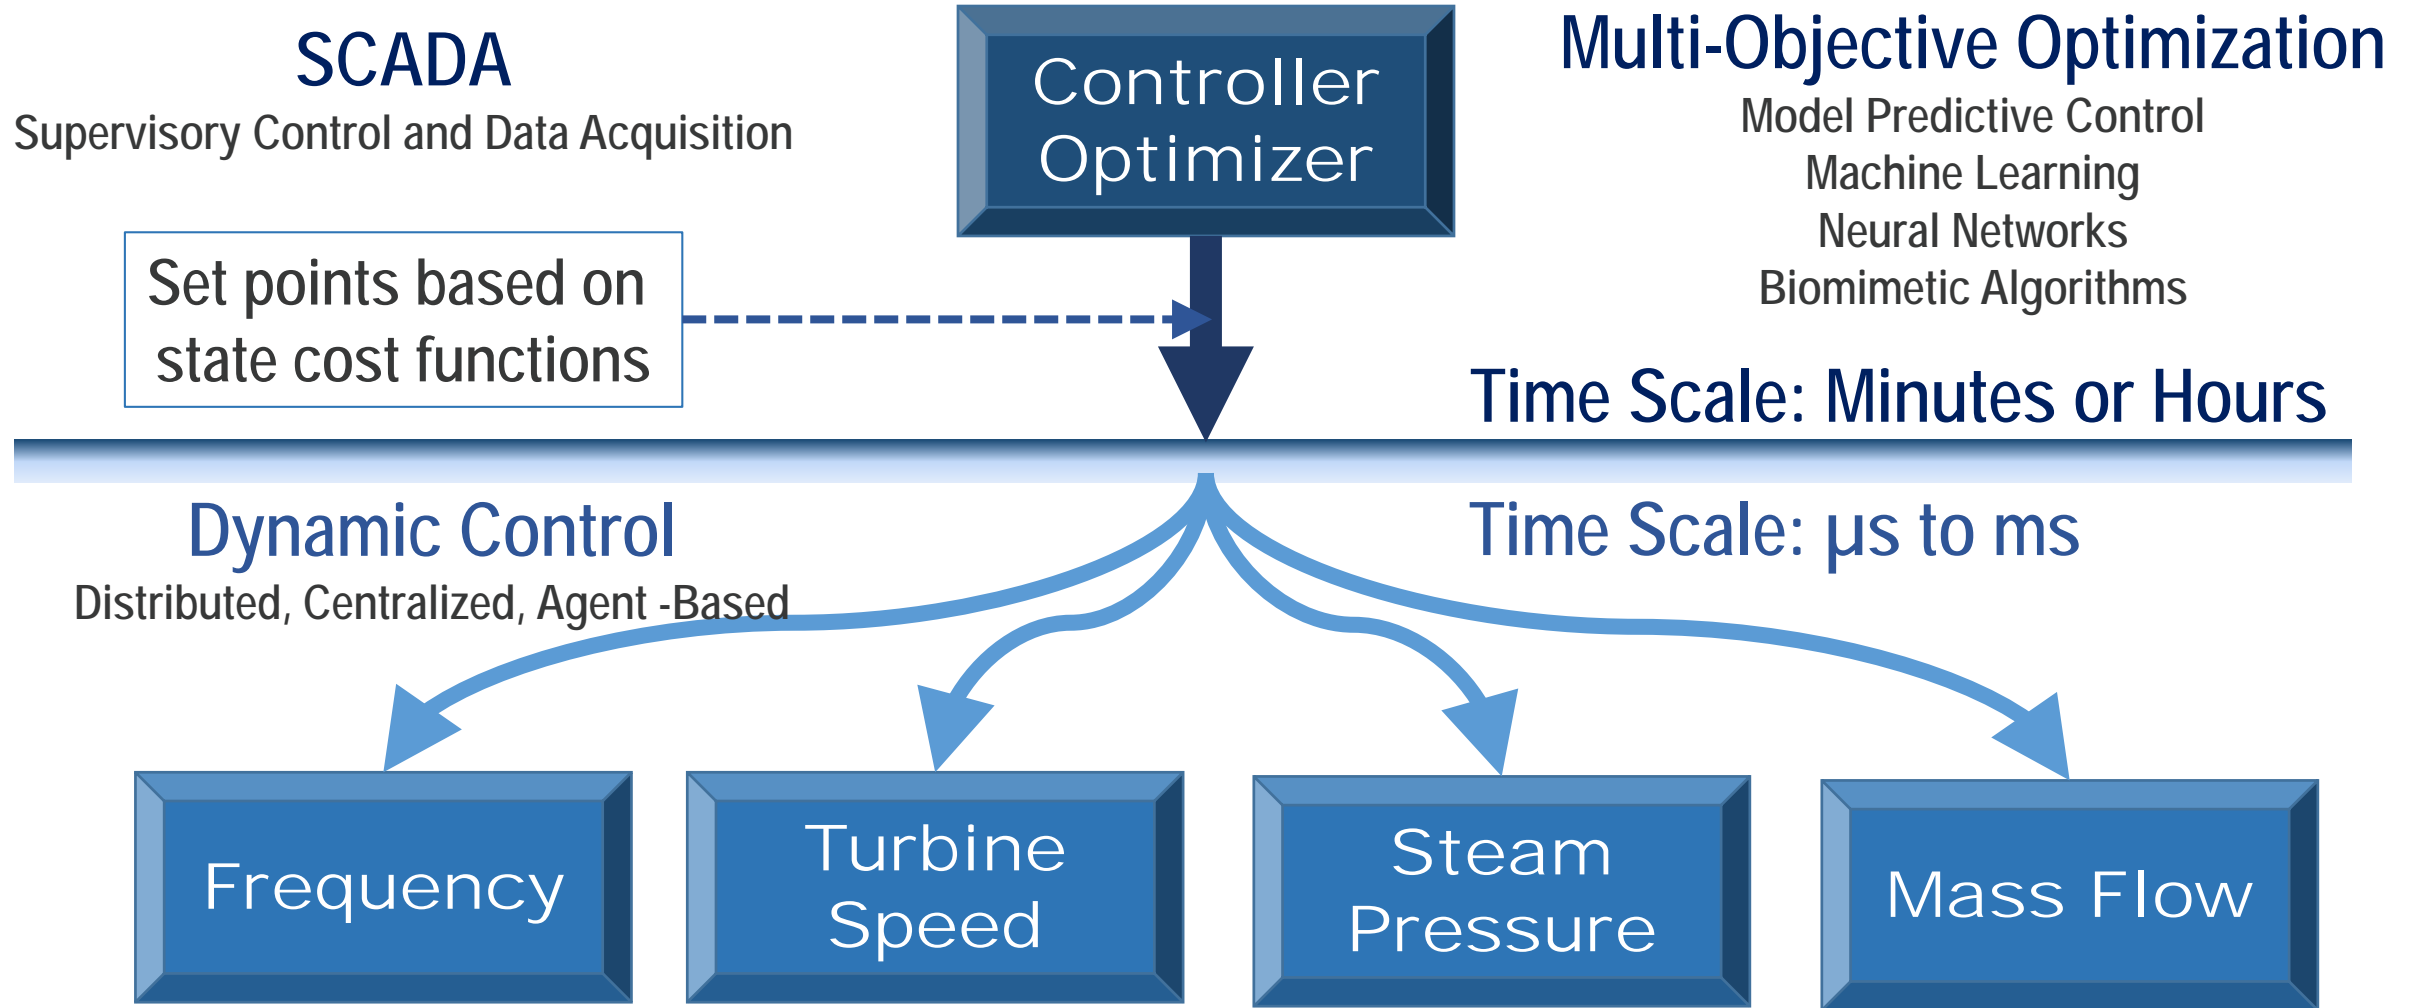 SCADA
Supervisory Control and Data Acquisition
Controller
Optimizer
Multi-Objective Optimization
Model Predictive Control
Machine Learning
Neural Networks
Biomimetic Algorithms
Set points based on
state cost functions
Time Scale: Minutes or Hours
Dynamic Control
Distributed, Centralized, Agent -Based
Time Scale: µs to ms
Frequency
Turbine
Speed
Steam
Pressure
Mass Flow